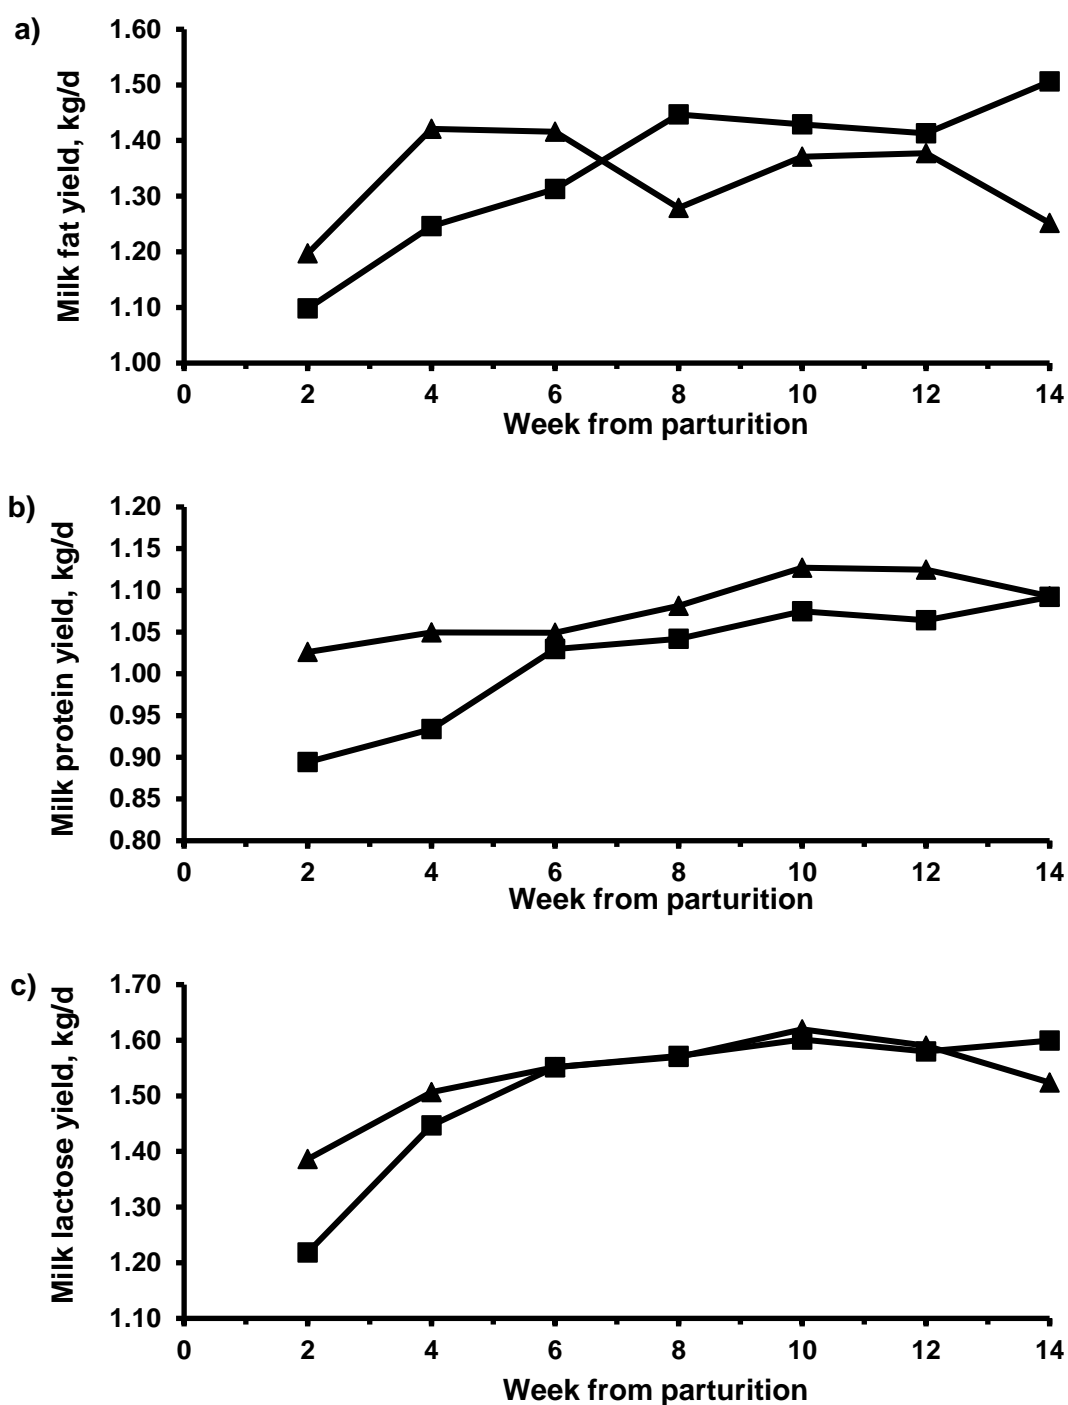 a)
Milk fat yield, kg/d
1.60
1.50
1.40
1.30
1.20
1.10
1.00
0 2 4 6 8 10 12 14
Week from parturition
b)
Milk protein yield, kg/d
1.20
1.15
1.10
1.05
1.00
0.95
0.90
0.85
0.80
0 2 4 6 8 10 12 14
Week from parturition
c)
Milk lactose yield, kg/d
1.70
1.60
1.50
1.40
1.30
1.20
1.10
0 2 4 6 8 10 12 14
Week from parturition